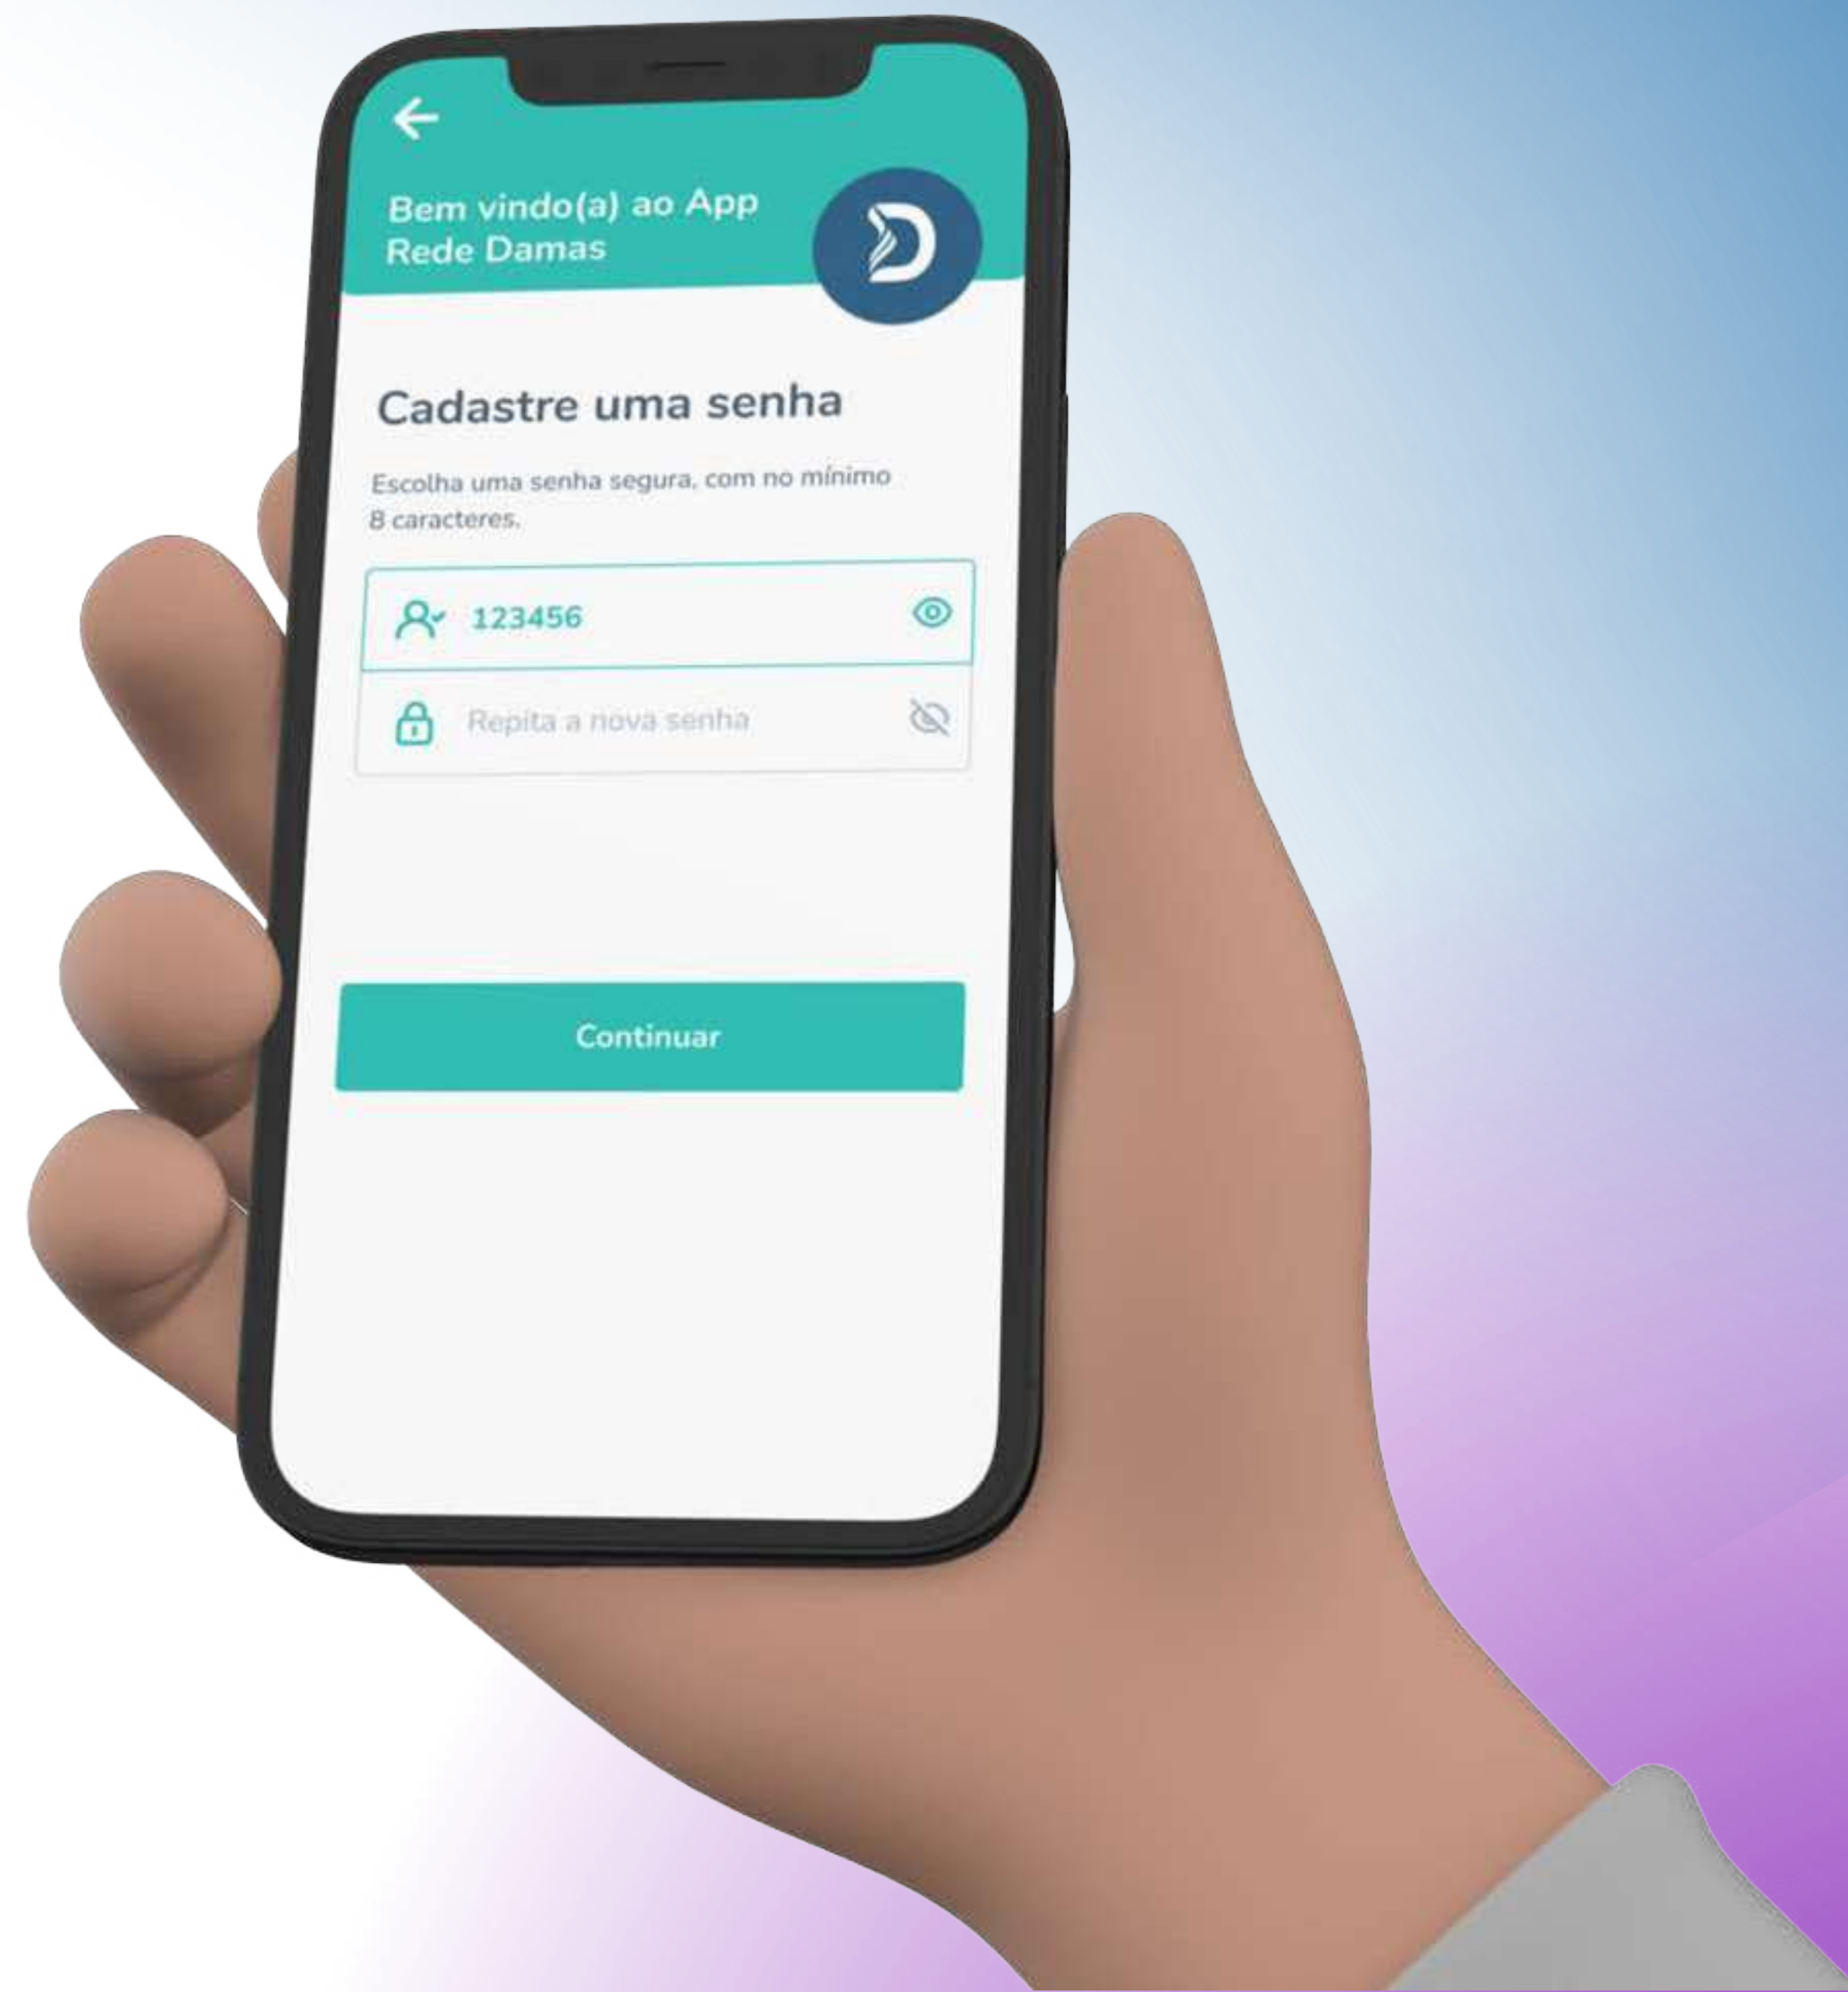 Bem vindo(a) ao App
Rede Damas
Cadastre uma senha
Escolha uma senha segura, com no mínimo
8 caracteres.
123456
Repita a nova senha
Continuar